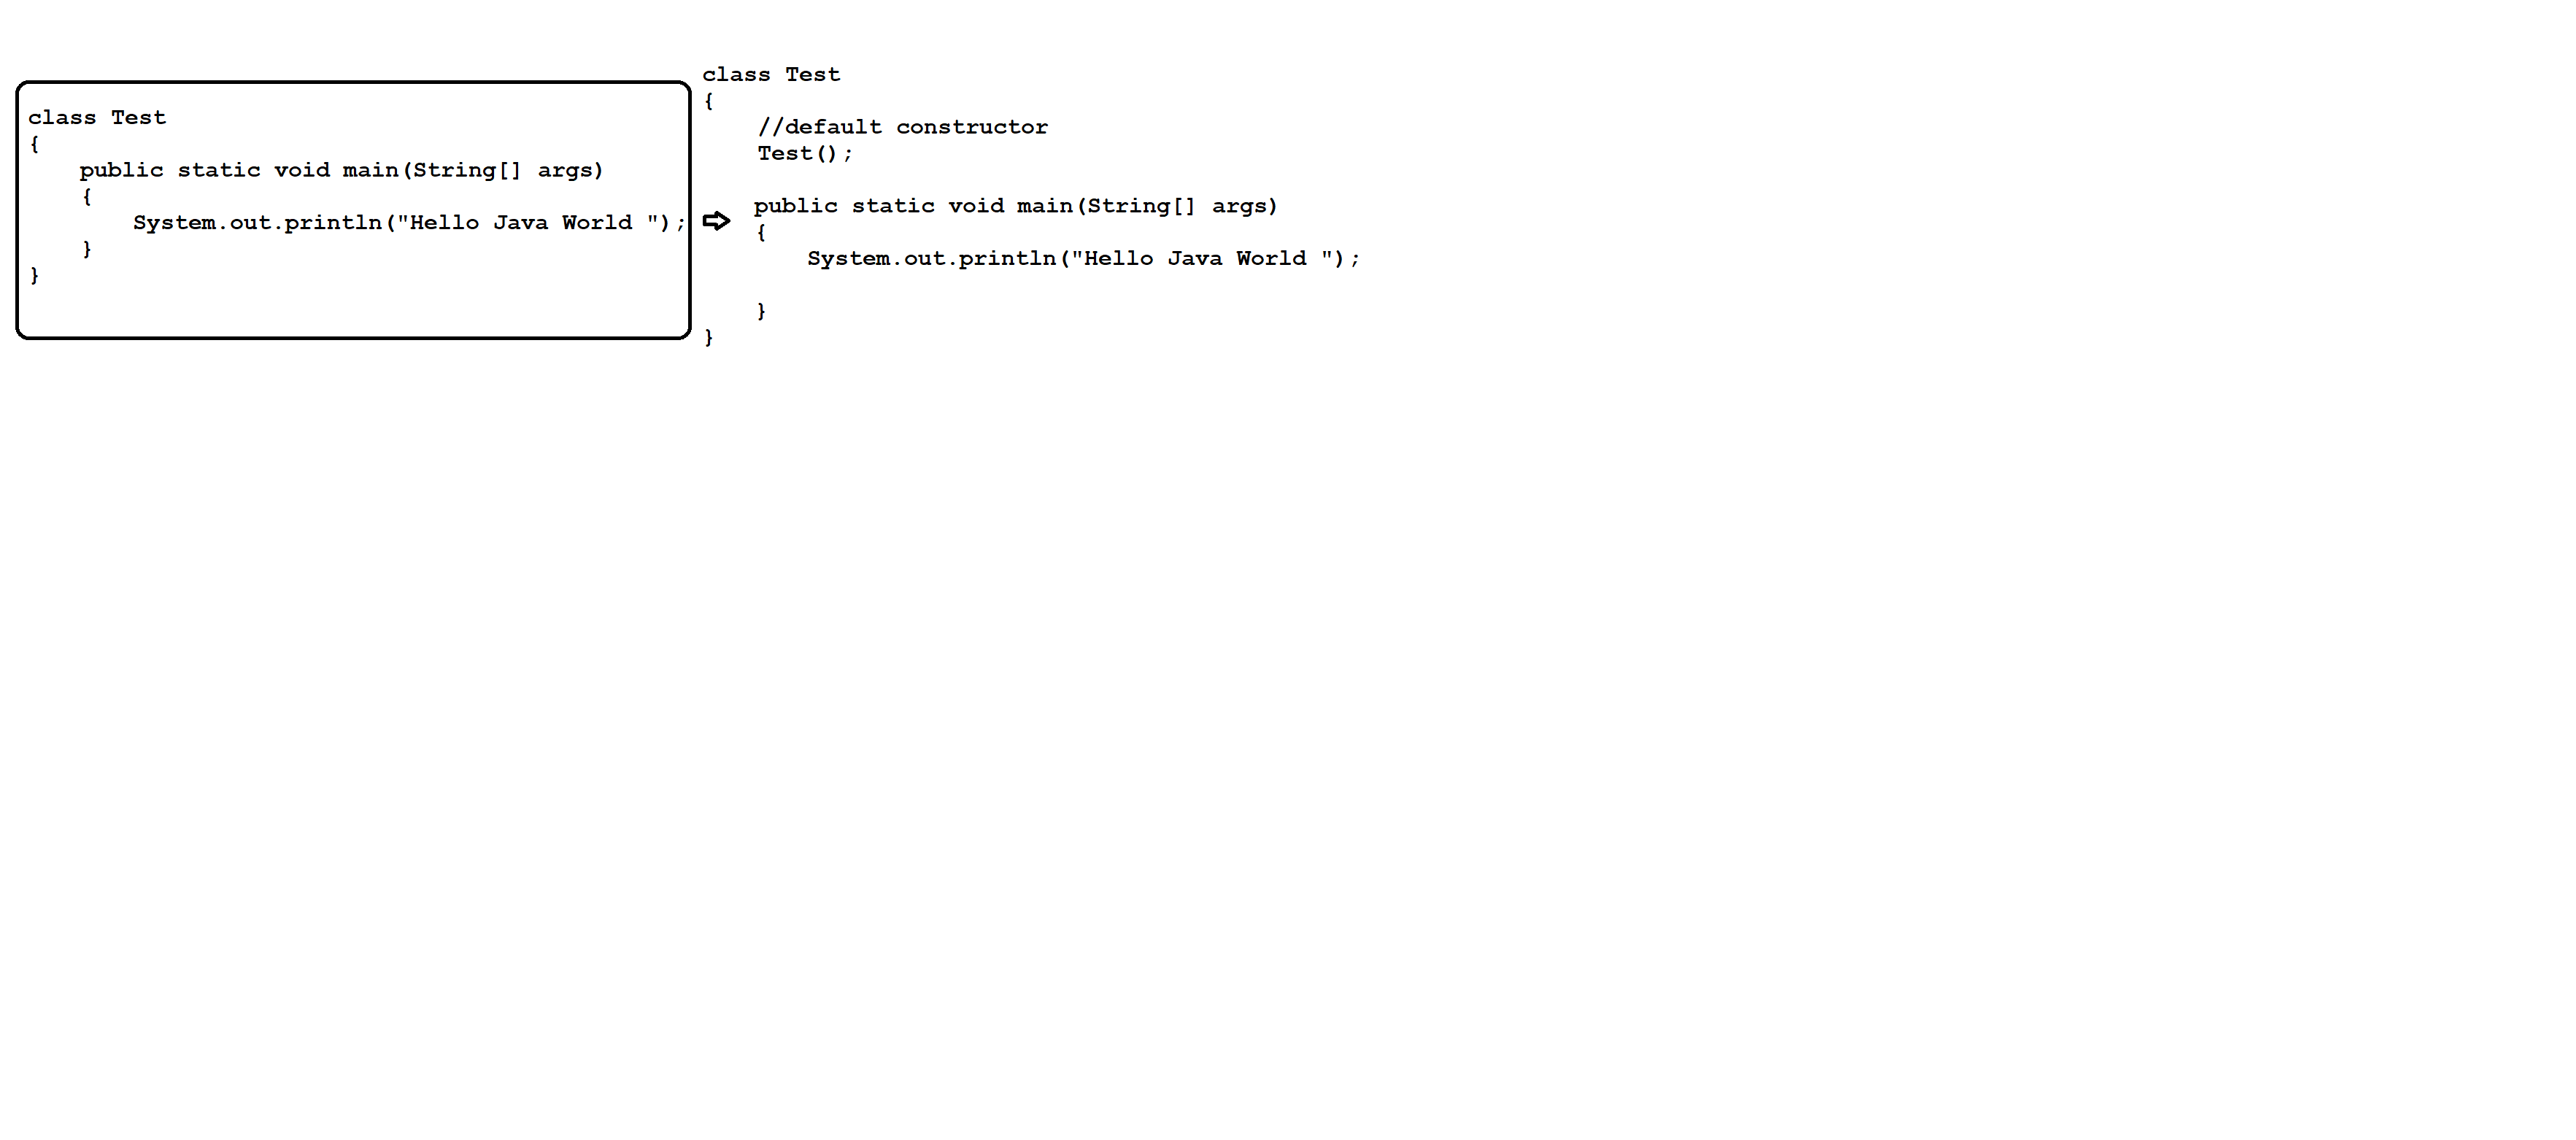 class Test
{
    public static void main(String[] args)
    {
        System.out.println("Hello Java World ");
    }
}
class Test
{
    //default constructor
    Test();

    public static void main(String[] args)
    {
        System.out.println("Hello Java World ");

    }
}